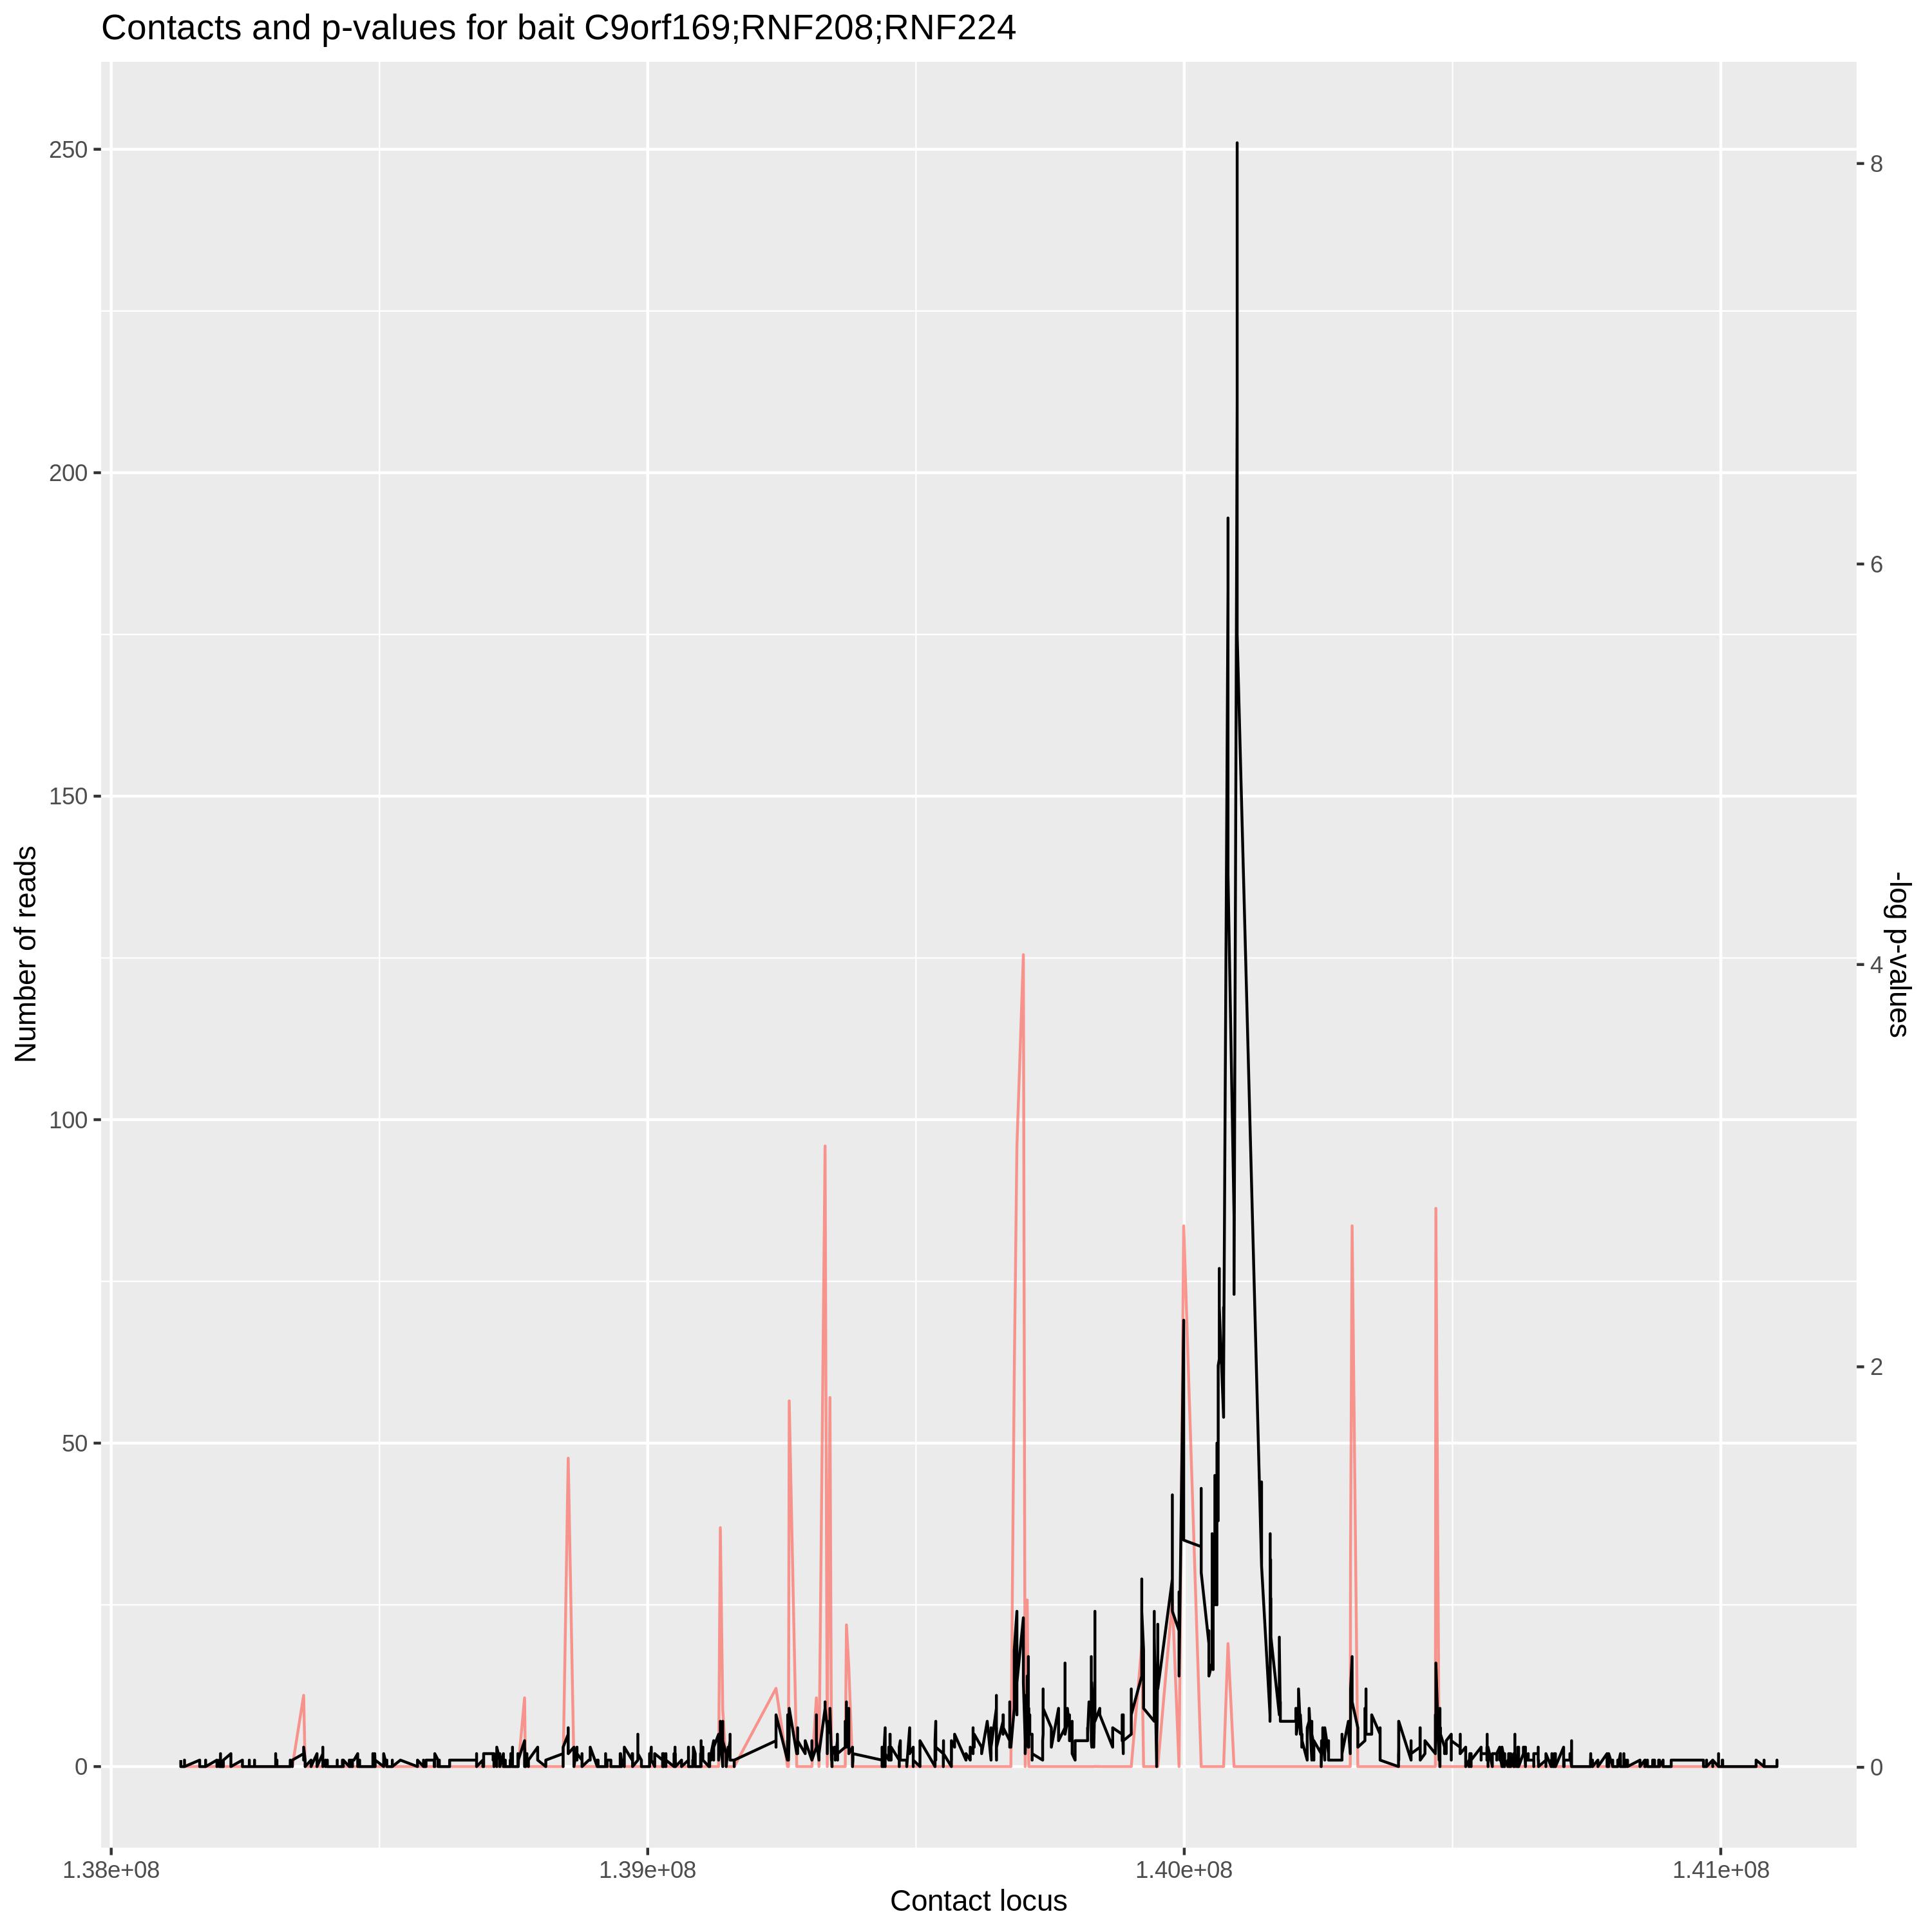 Contacts and p-values for bait C9orf169;RNF208;RNF224
250
200
150
100
50
0
Number of reads
8
6
4
2
0
-log p-values
1.38e+08
1.39e+08
1.40e+08
1.41e+08
Contact locus